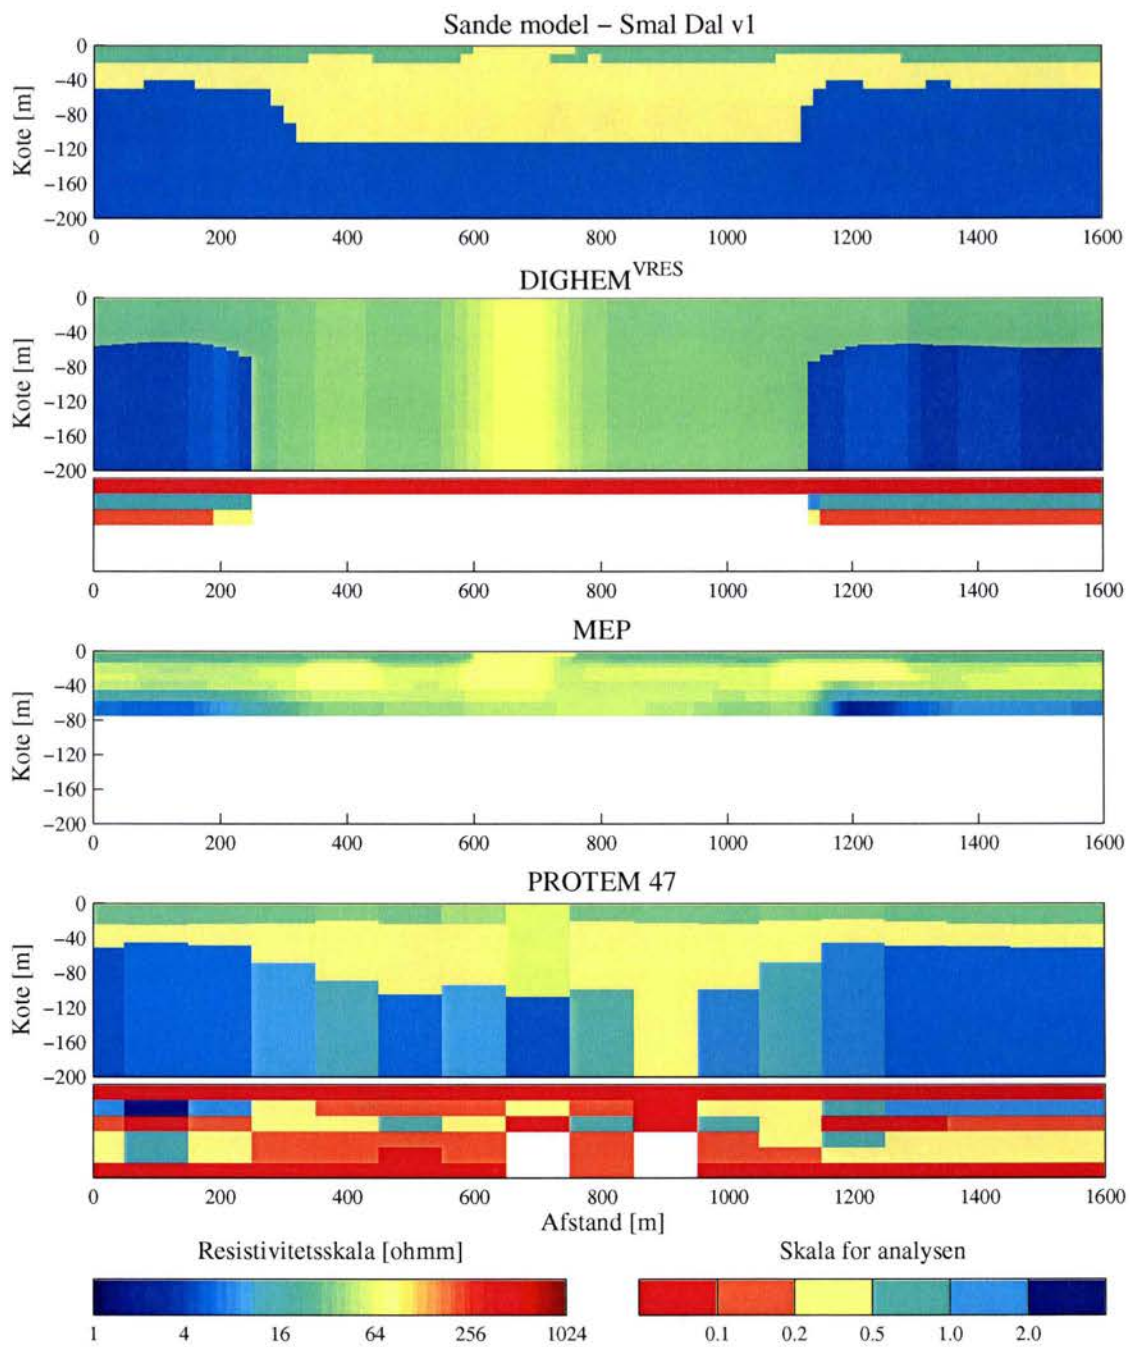 Sande model – Smal Dal v1
Kote [m]
0
−40
−80
−120
−160
−200
0 200 400 600 800 1000 1200 1400 1600
DIGHEM^VRES
Kote [m]
0
−40
−80
−120
−160
−200
0 200 400 600 800 1000 1200 1400 1600
MEP
Kote [m]
0
−40
−80
−120
−160
−200
0 200 400 600 800 1000 1200 1400 1600
PROTEM 47
Kote [m]
0
−40
−80
−120
−160
−200
0 200 400 600 800 1000 1200 1400 1600
Afstand [m]
Resistivitetsskala [ohmm]
1 4 16 64 256 1024
Skala for analysen
0.1 0.2 0.5 1.0 2.0